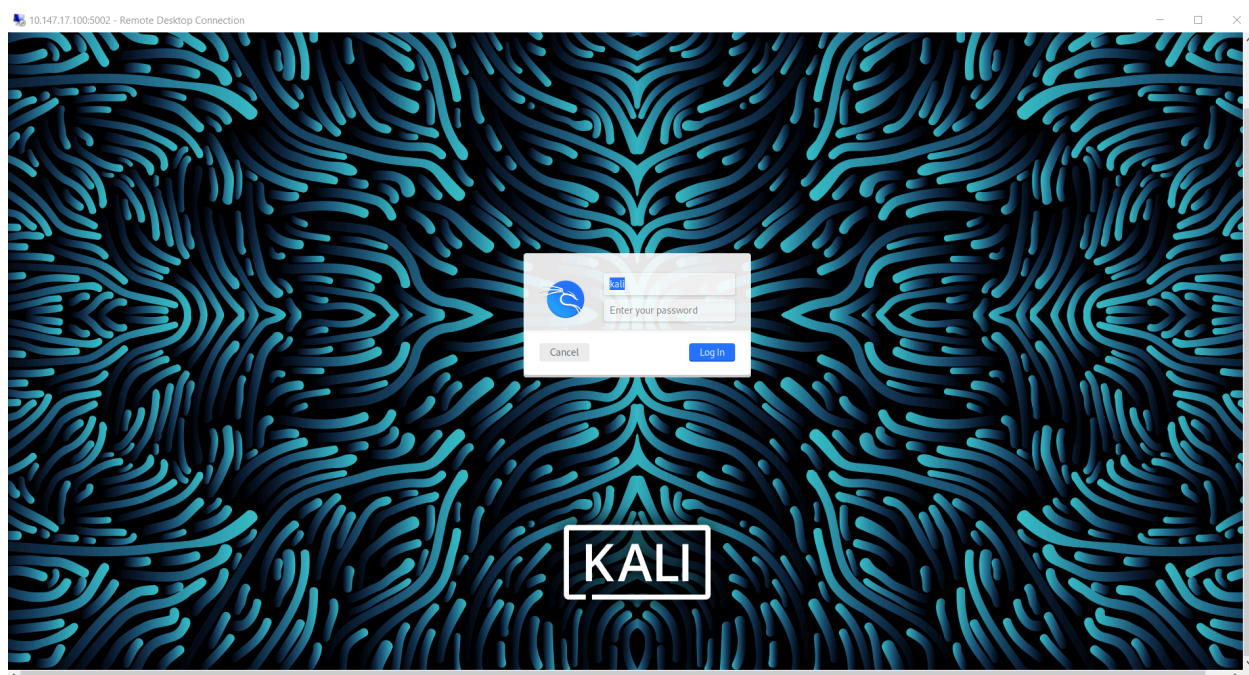 10.147.17.100:5002 - Remote Desktop Connection
kali
Enter your password
Cancel
Log In
KALI